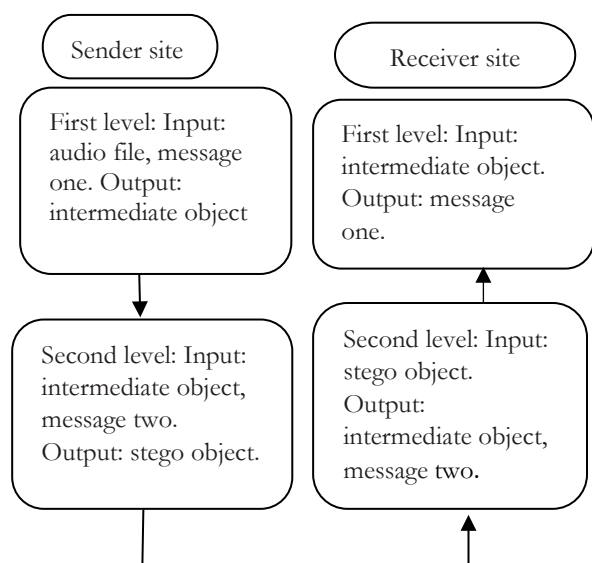 Sender site
First level: Input:
audio file, message
one. Output:
intermediate object
Second level: Input:
intermediate object,
message two.
Output: stego object.
Receiver site
First level: Input:
intermediate object.
Output: message
one.
Second level: Input:
stego object.
Output:
intermediate object,
message two.